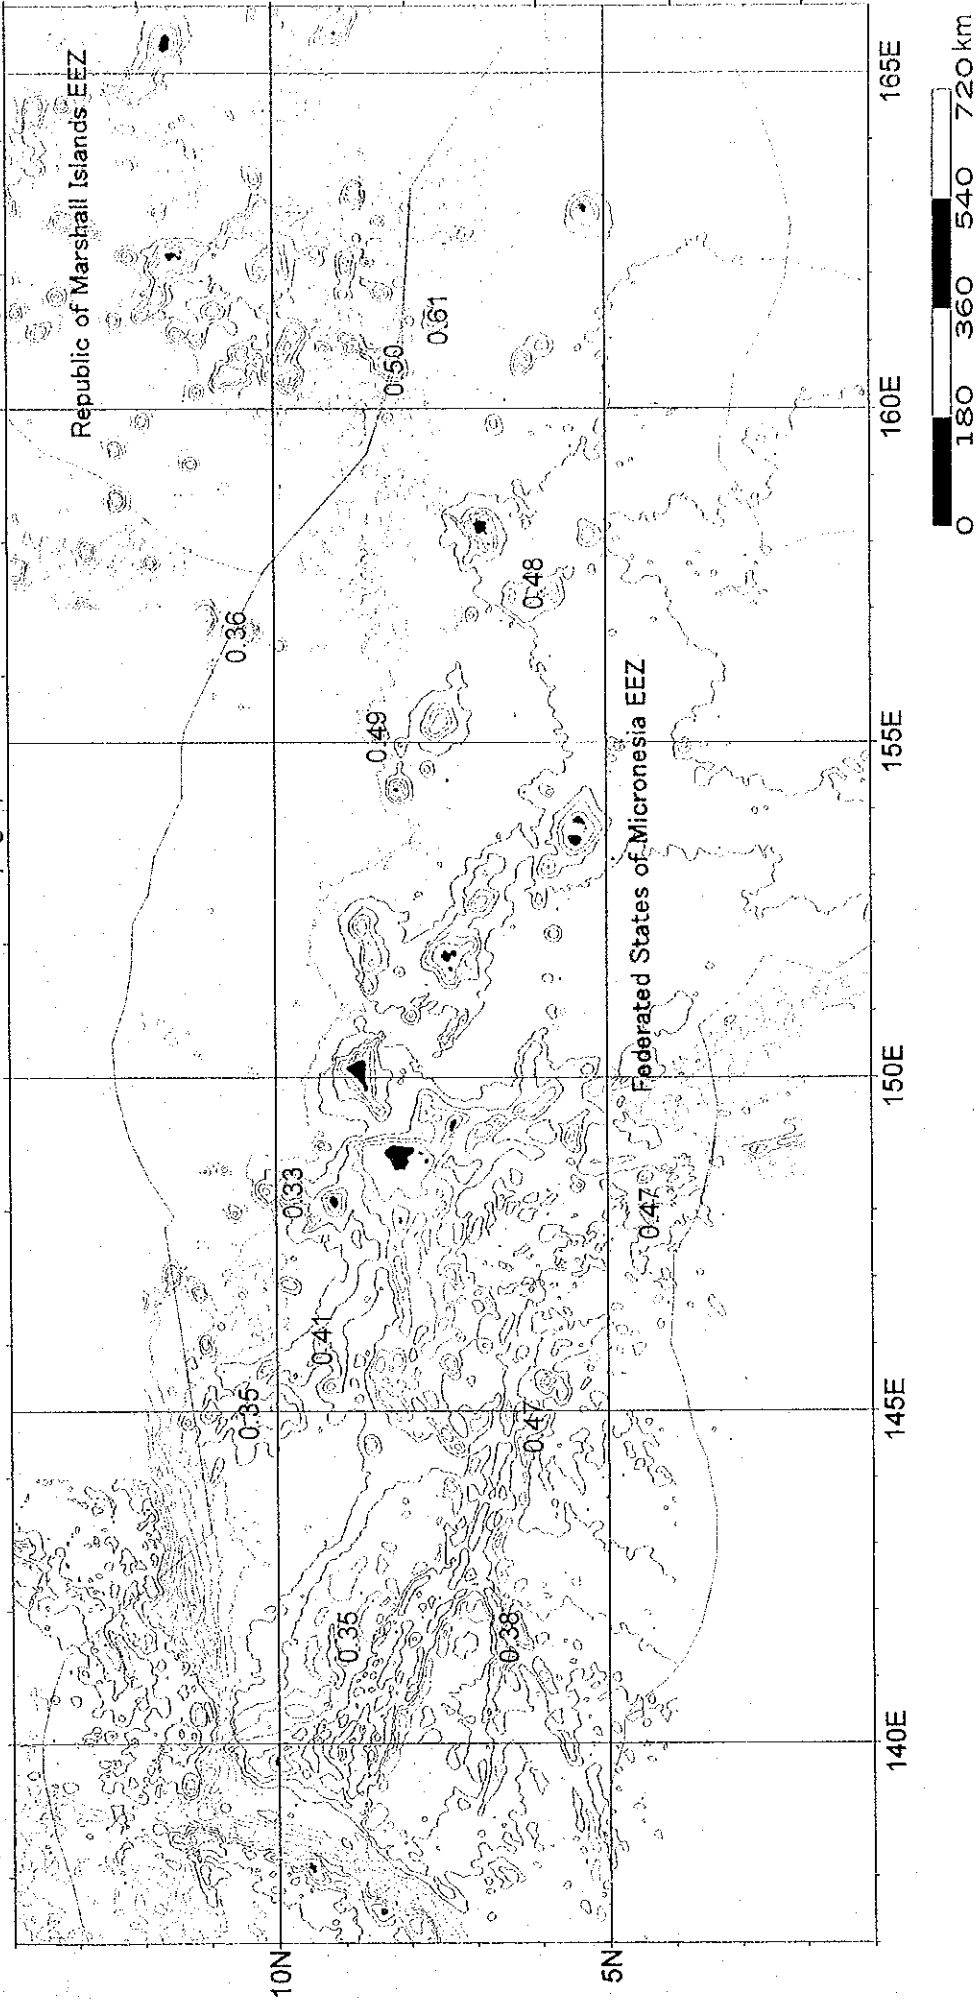 Republic of Marshall Islands EEZ
0.36
0.50
0.61
0.49
0.48
0.33
0.35
0.41
0.47
0.47
0.35
0.38
Federated States of Micronesia EEZ
10N
5N
140E
145E
150E
155E
160E
165E
0 180 360 540 720 km